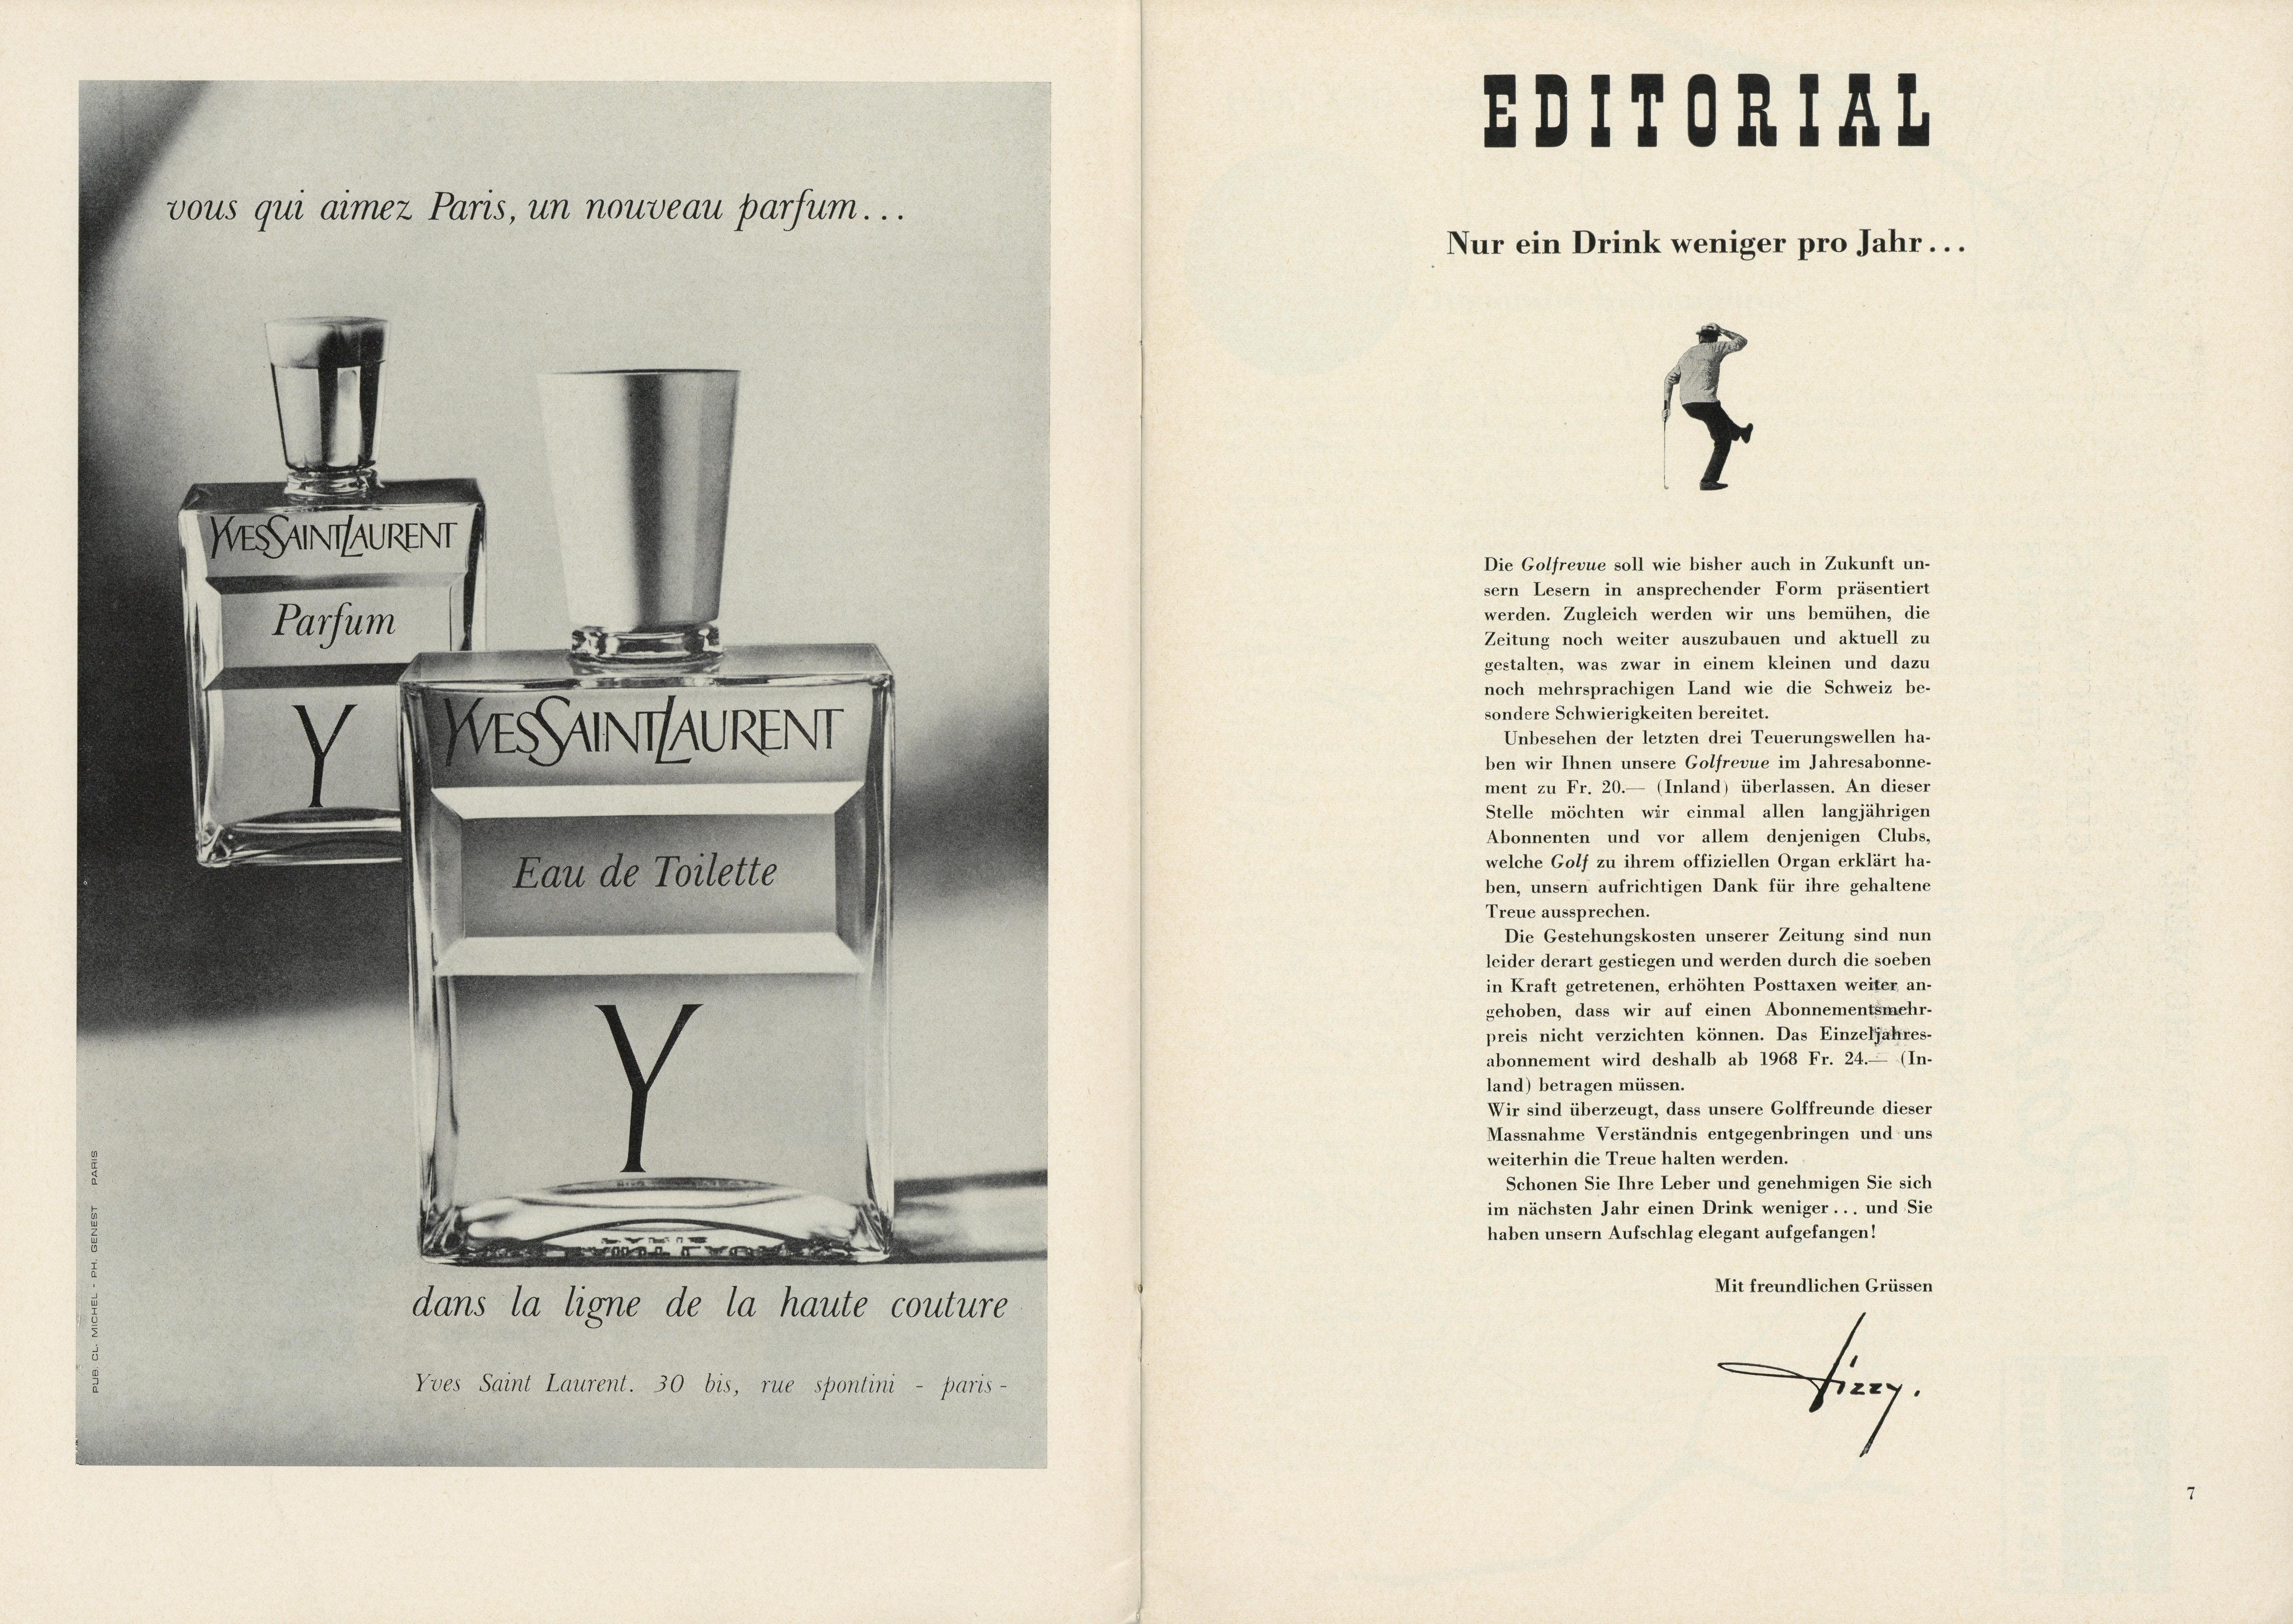 vous qui aimez Paris, un nouveau parfum...
YVESSAINTLAURENT
Parfum
Y
YVESSAINTLAURENT
Eau de Toilette
Y
dans la ligne de la haute couture
Yves Saint Laurent. 30 bis, rue spontini - paris -
PUB. CL. MICHEL - PH. GENEST PARIS
EDITORIAL
Nur ein Drink weniger pro Jahr...
Die Golfrevue soll wie bisher auch in Zukunft un-
sern Lesern in ansprechender Form präsentiert
werden. Zugleich werden wir uns bemühen, die
Zeitung noch weiter auszubauen und aktuell zu
gestalten, was zwar in einem kleinen und dazu
noch mehrsprachigen Land wie die Schweiz be-
sondere Schwierigkeiten bereitet.
Unbesehen der letzten drei Teuerungswellen ha-
ben wir Ihnen unsere Golfrevue im Jahresabonne-
ment zu Fr. 20.— (Inland) überlassen. An dieser
Stelle möchten wir einmal allen langjährigen
Abonnenten und vor allem denjenigen Clubs,
welche Golf zu ihrem offiziellen Organ erklärt ha-
ben, unsern aufrichtigen Dank für ihre gehaltene
Treue aussprechen.
Die Gestehungskosten unserer Zeitung sind nun
leider derart gestiegen und werden durch die soeben
in Kraft getretenen, erhöhten Posttaxen weiter an-
gehoben, dass wir auf einen Abonnementsmehr-
preis nicht verzichten können. Das Einzeljahres-
abonnement wird deshalb ab 1968 Fr. 24.— (In-
land) betragen müssen.
Wir sind überzeugt, dass unsere Golffreunde dieser
Massnahme Verständnis entgegenbringen und uns
weiterhin die Treue halten werden.
Schonen Sie Ihre Leber und genehmigen Sie sich
im nächsten Jahr einen Drink weniger... und Sie
haben unsern Aufschlag elegant aufgefangen!
Mit freundlichen Grüssen
7